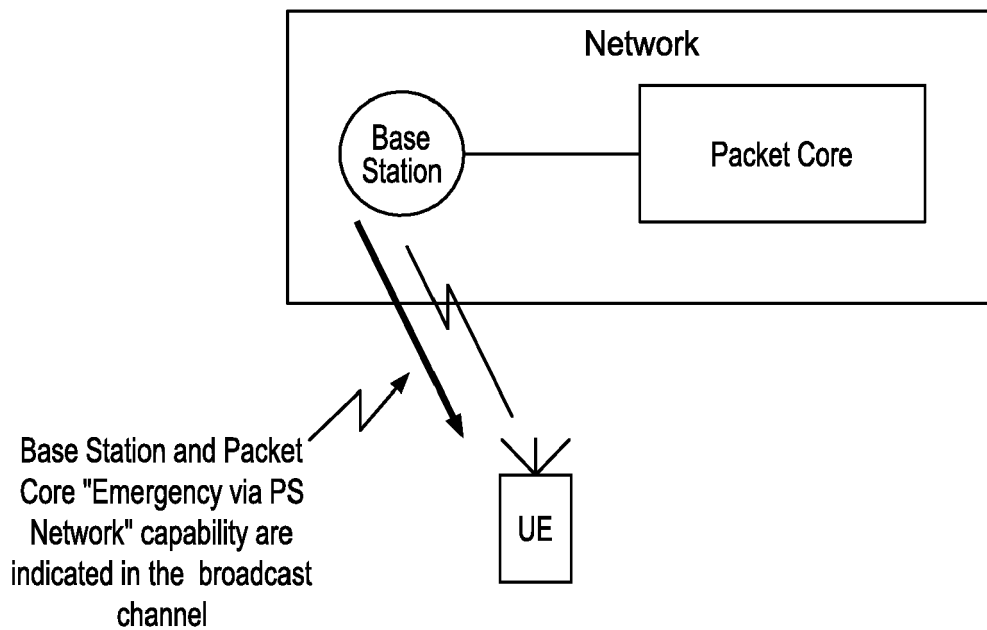 Network
Base
Station
Packet Core
Base Station and Packet
Core "Emergency via PS
Network" capability are
indicated in the broadcast
channel
UE